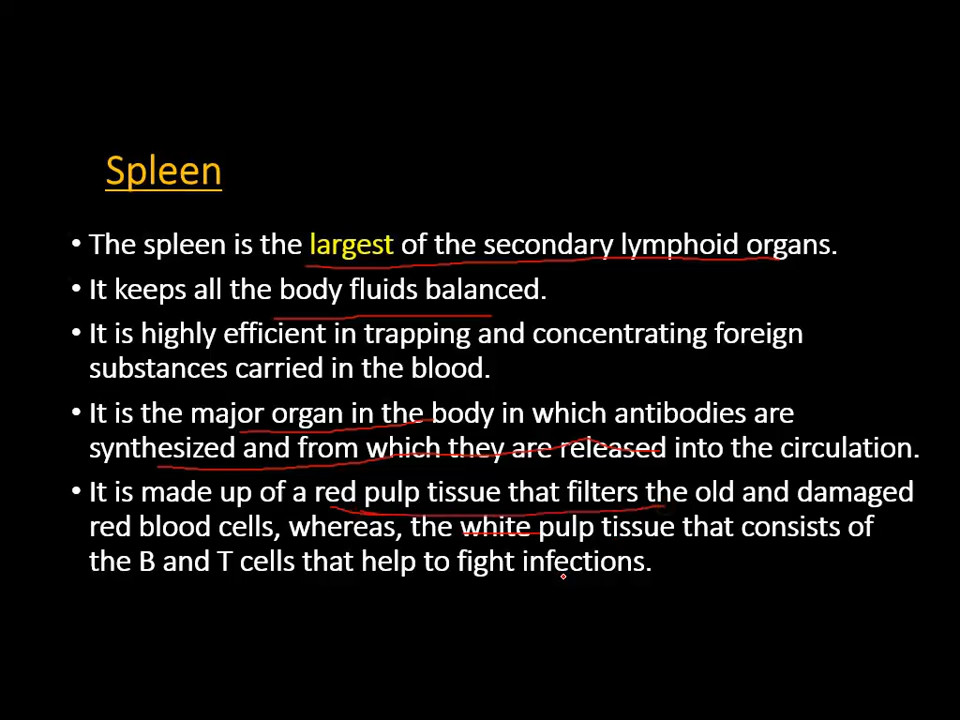 Spleen
• The spleen is the largest of the secondary lymphoid organs.
• It keeps all the body fluids balanced.
• It is highly efficient in trapping and concentrating foreign
substances carried in the blood.
• It is the major organ in the body in which antibodies are
synthesized and from which they are released into the circulation.
• It is made up of a red pulp tissue that filters the old and damaged
red blood cells, whereas, the white pulp tissue that consists of
the B and T cells that help to fight infections.